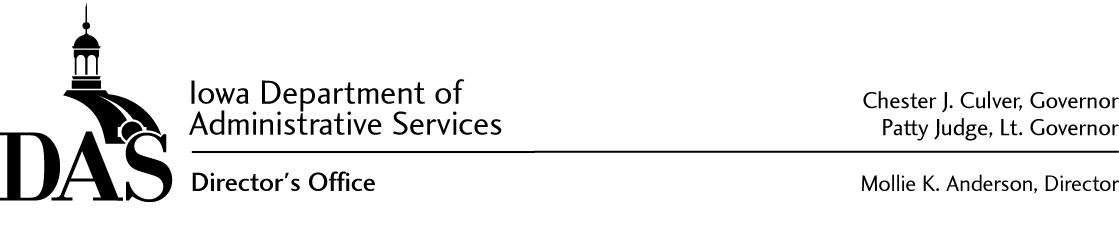 DAS
Iowa Department of
Administrative Services
Director's Office
Chester J. Culver, Governor
Patty Judge, Lt. Governor
Mollie K. Anderson, Director